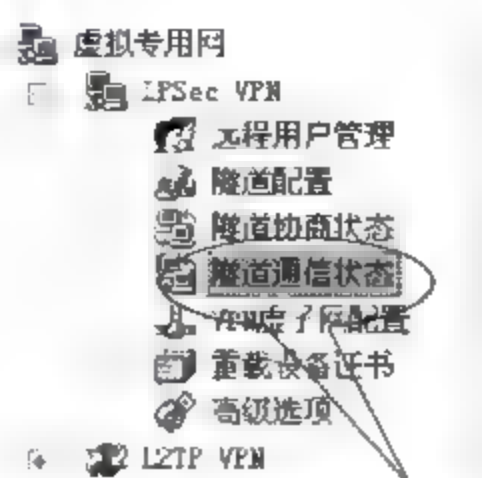 虚拟专用网
IPSec VPN
远程用户管理
隧道配置
隧道协商状态
隧道通信状态
VPN虚子网配置
重载设备证书
高级选项
L2TP VPN